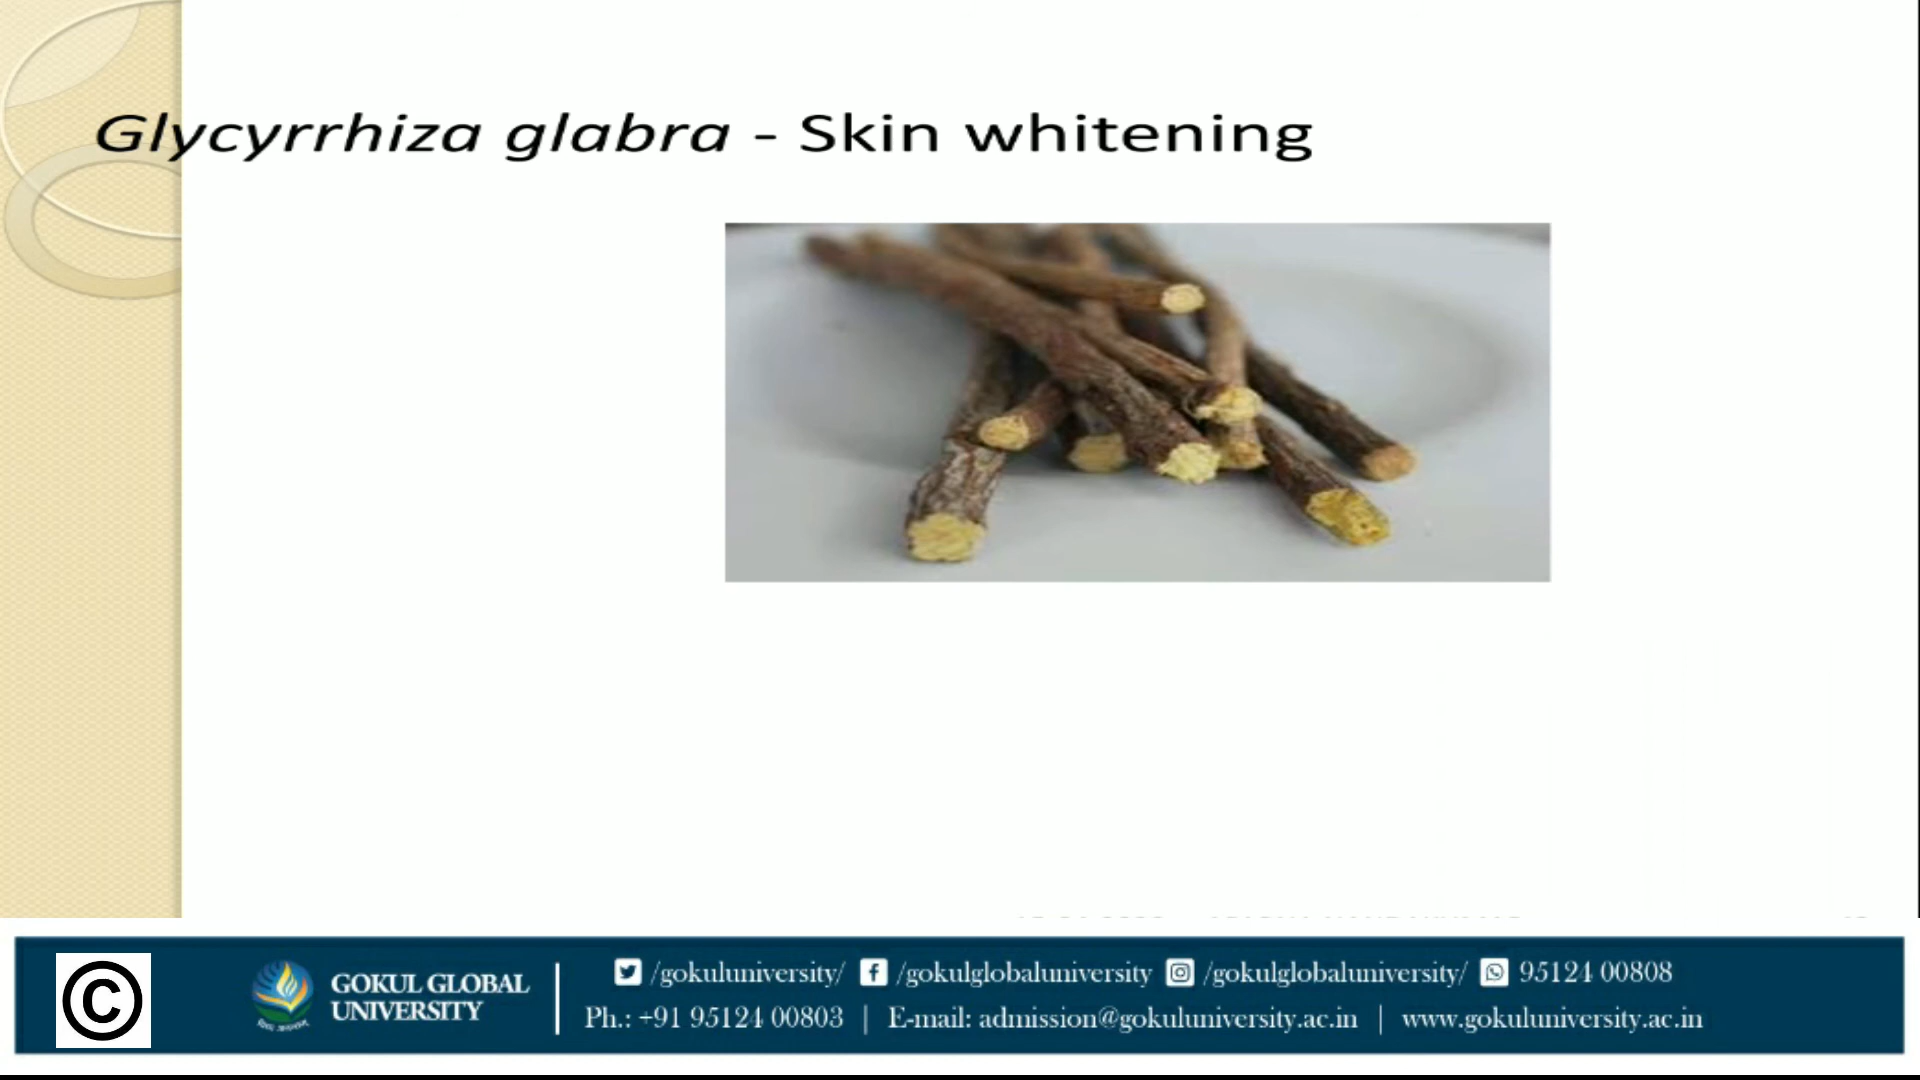 Glycyrrhiza glabra - Skin whitening
©
GOKUL GLOBAL
UNIVERSITY
/gokuluniversity/ /gokulglobaluniversity /gokulglobaluniversity/ 95124 00808
Ph.: +91 95124 00803 | E-mail: admission@gokuluniversity.ac.in | www.gokuluniversity.ac.in